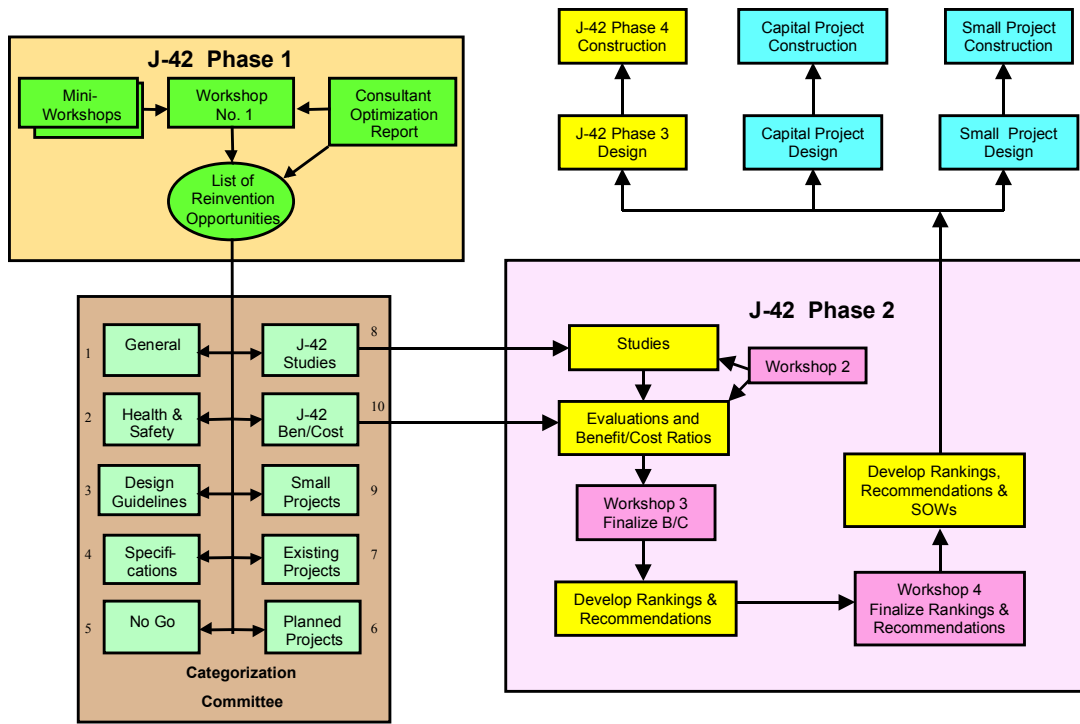 J-42 Phase 1
Mini-
Workshops
Workshop
No. 1
Consultant
Optimization
Report
List of
Reinvention
Opportunities
J-42 Phase 4
Construction
Capital Project
Construction
Small Project
Construction
J-42 Phase 3
Design
Capital Project
Design
Small Project
Design
1
General
J-42
Studies
8
2
Health &
Safety
J-42
Ben/Cost
10
3
Design
Guidelines
Small
Projects
9
4
Specifi-
cations
Existing
Projects
7
5
No Go
Planned
Projects
6
Categorization
Committee
J-42 Phase 2
Studies
Workshop 2
Evaluations and
Benefit/Cost Ratios
Workshop 3
Finalize B/C
Develop Rankings &
Recommendations
Workshop 4
Finalize Rankings &
Recommendations
Develop Rankings,
Recommendations &
SOWs